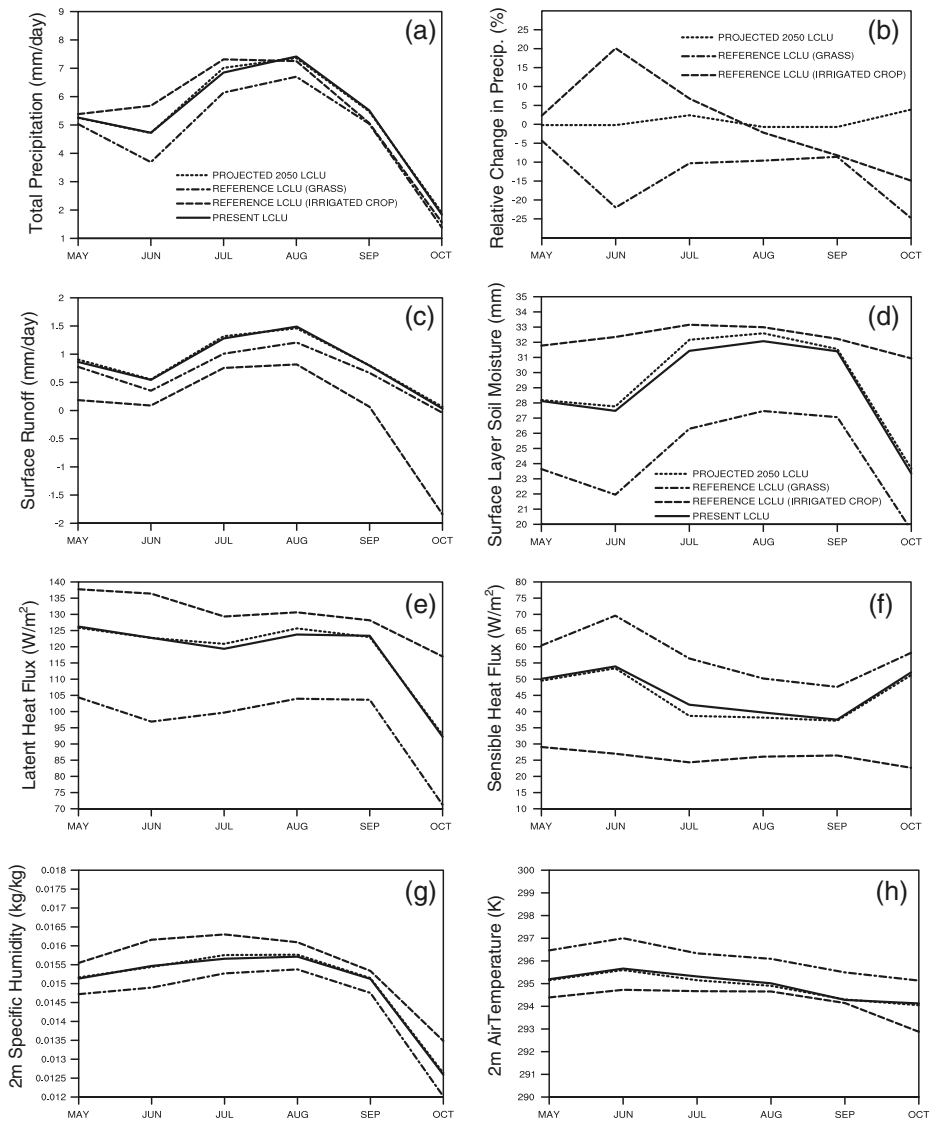 (a)
Total Precipitation (mm/day)
9
8
7
6
5
4
3
2
1
PROJECTED 2050 LCLU
REFERENCE LCLU (GRASS)
REFERENCE LCLU (IRRIGATED CROP)
PRESENT LCLU
MAY JUN JUL AUG SEP OCT
(b)
Relative Change in Precip. (%)
25
20
15
10
5
0
- 5
-10
-15
-20
-25
PROJECTED 2050 LCLU
REFERENCE LCLU (GRASS)
REFERENCE LCLU (IRRIGATED CROP)
MAY JUN JUL AUG SEP OCT
(c)
Surface Runoff (mm/day)
2
1.5
1
0.5
0
-0.5
-1
-1.5
-2
MAY JUN JUL AUG SEP OCT
(d)
Surface Layer Soil Moisture (mm)
35
34
33
32
31
30
29
28
27
26
25
24
23
22
21
20
PROJECTED 2050 LCLU
REFERENCE LCLU (GRASS)
REFERENCE LCLU (IRRIGATED CROP)
PRESENT LCLU
MAY JUN JUL AUG SEP OCT
(e)
Latent Heat Flux (W/m²)
140
135
130
125
120
115
110
105
100
95
90
85
80
75
70
MAY JUN JUL AUG SEP OCT
(f)
Sensible Heat Flux (W/m²)
80
75
70
65
60
55
50
45
40
35
30
25
20
15
10
MAY JUN JUL AUG SEP OCT
(g)
2m Specific Humidity (kg/kg)
0.018
0.0175
0.017
0.0165
0.016
0.0155
0.015
0.0145
0.014
0.0135
0.013
0.0125
0.012
MAY JUN JUL AUG SEP OCT
(h)
2m AirTemperature (K)
300
299
298
297
296
295
294
293
292
291
290
MAY JUN JUL AUG SEP OCT